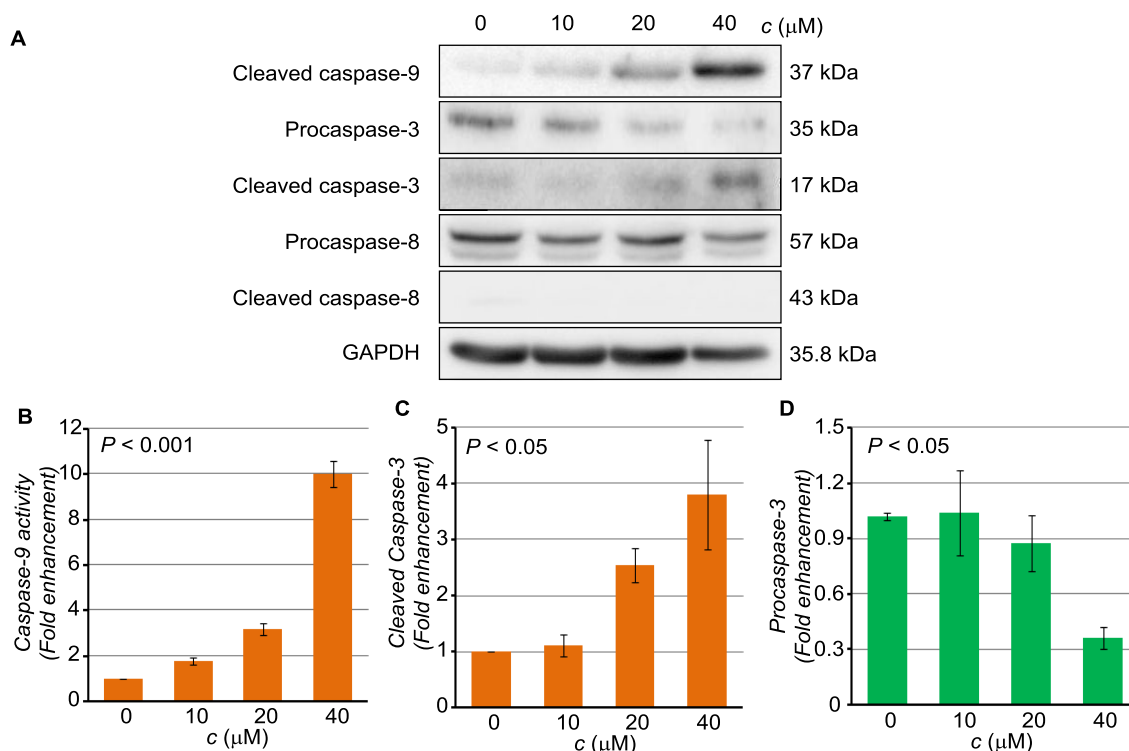 A
0 10 20 40 c (μM)
Cleaved caspase-9 37 kDa
Procaspase-3 35 kDa
Cleaved caspase-3 17 kDa
Procaspase-8 57 kDa
Cleaved caspase-8 43 kDa
GAPDH 35.8 kDa
B
P < 0.001
Caspase-9 activity
(Fold enhancement)
12
10
8
6
4
2
0
0 10 20 40
c (μM)
C
P < 0.05
Cleaved Caspase-3
(Fold enhancement)
5
4
3
2
1
0
0 10 20 40
c (μM)
D
P < 0.05
Procaspase-3
(Fold enhancement)
1.5
1.2
0.9
0.6
0.3
0
0 10 20 40
c (μM)